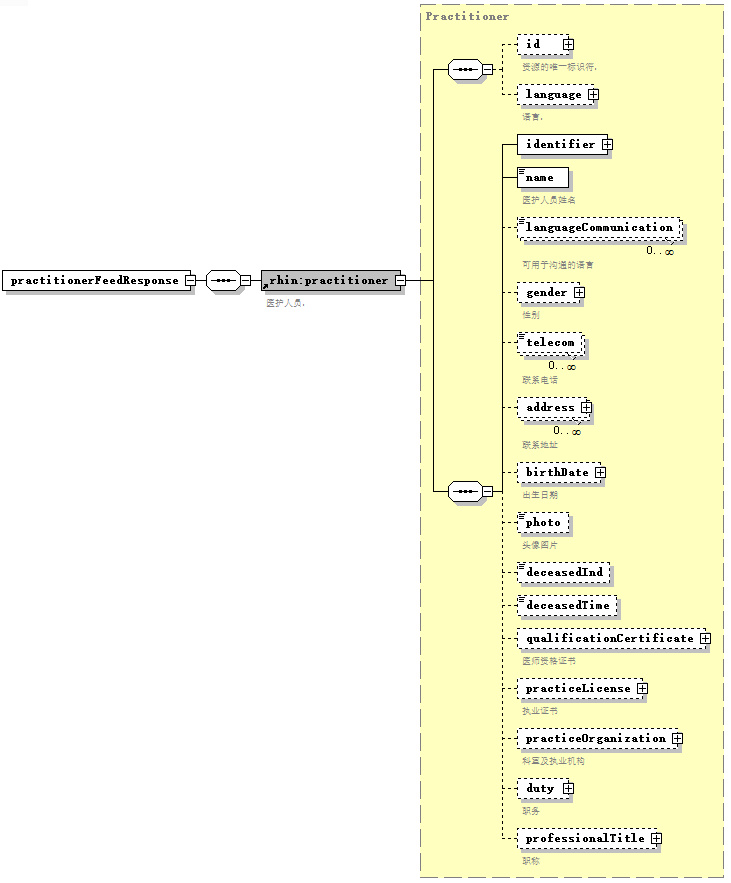 Practitioner
id
资源的唯一标识符.
language
语言.
identifier
name
医护人员姓名
languageCommunication
0..∞
可用于沟通的语言
practitionerFeedResponse
rhin:practitioner
医护人员.
gender
性别
telecom
0..∞
联系电话
address
0..∞
联系地址
birthDate
出生日期
photo
头像图片
deceasedInd
deceasedTime
qualificationCertificate
医师资格证书
practiceLicense
执业证书
practiceOrganization
科室及执业机构
duty
职务
professionalTitle
职称